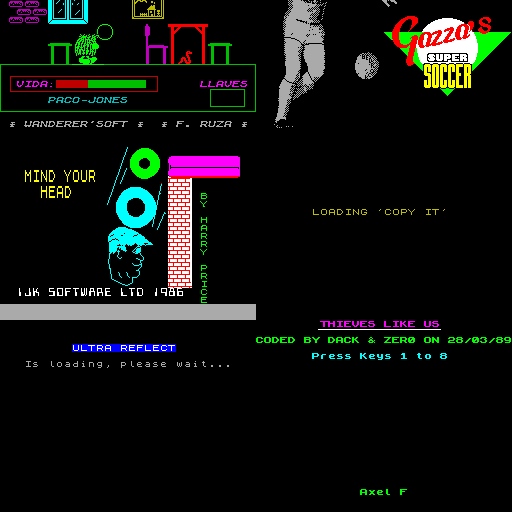 VIDA:
LLAVES
PACO-JONES
* WANDERER'SOFT * * F. RUZA *
Gazza's
SUPER
SOCCER
MIND YOUR
HEAD
BY HARRY PRICE
IJK SOFTWARE LTD 1986
LOADING 'COPY IT'
ULTRA REFLECT
Is loading, please wait...
THIEVES LIKE US
CODED BY DACK & ZER0 ON 28/03/89
Press Keys 1 to 8
Axel F